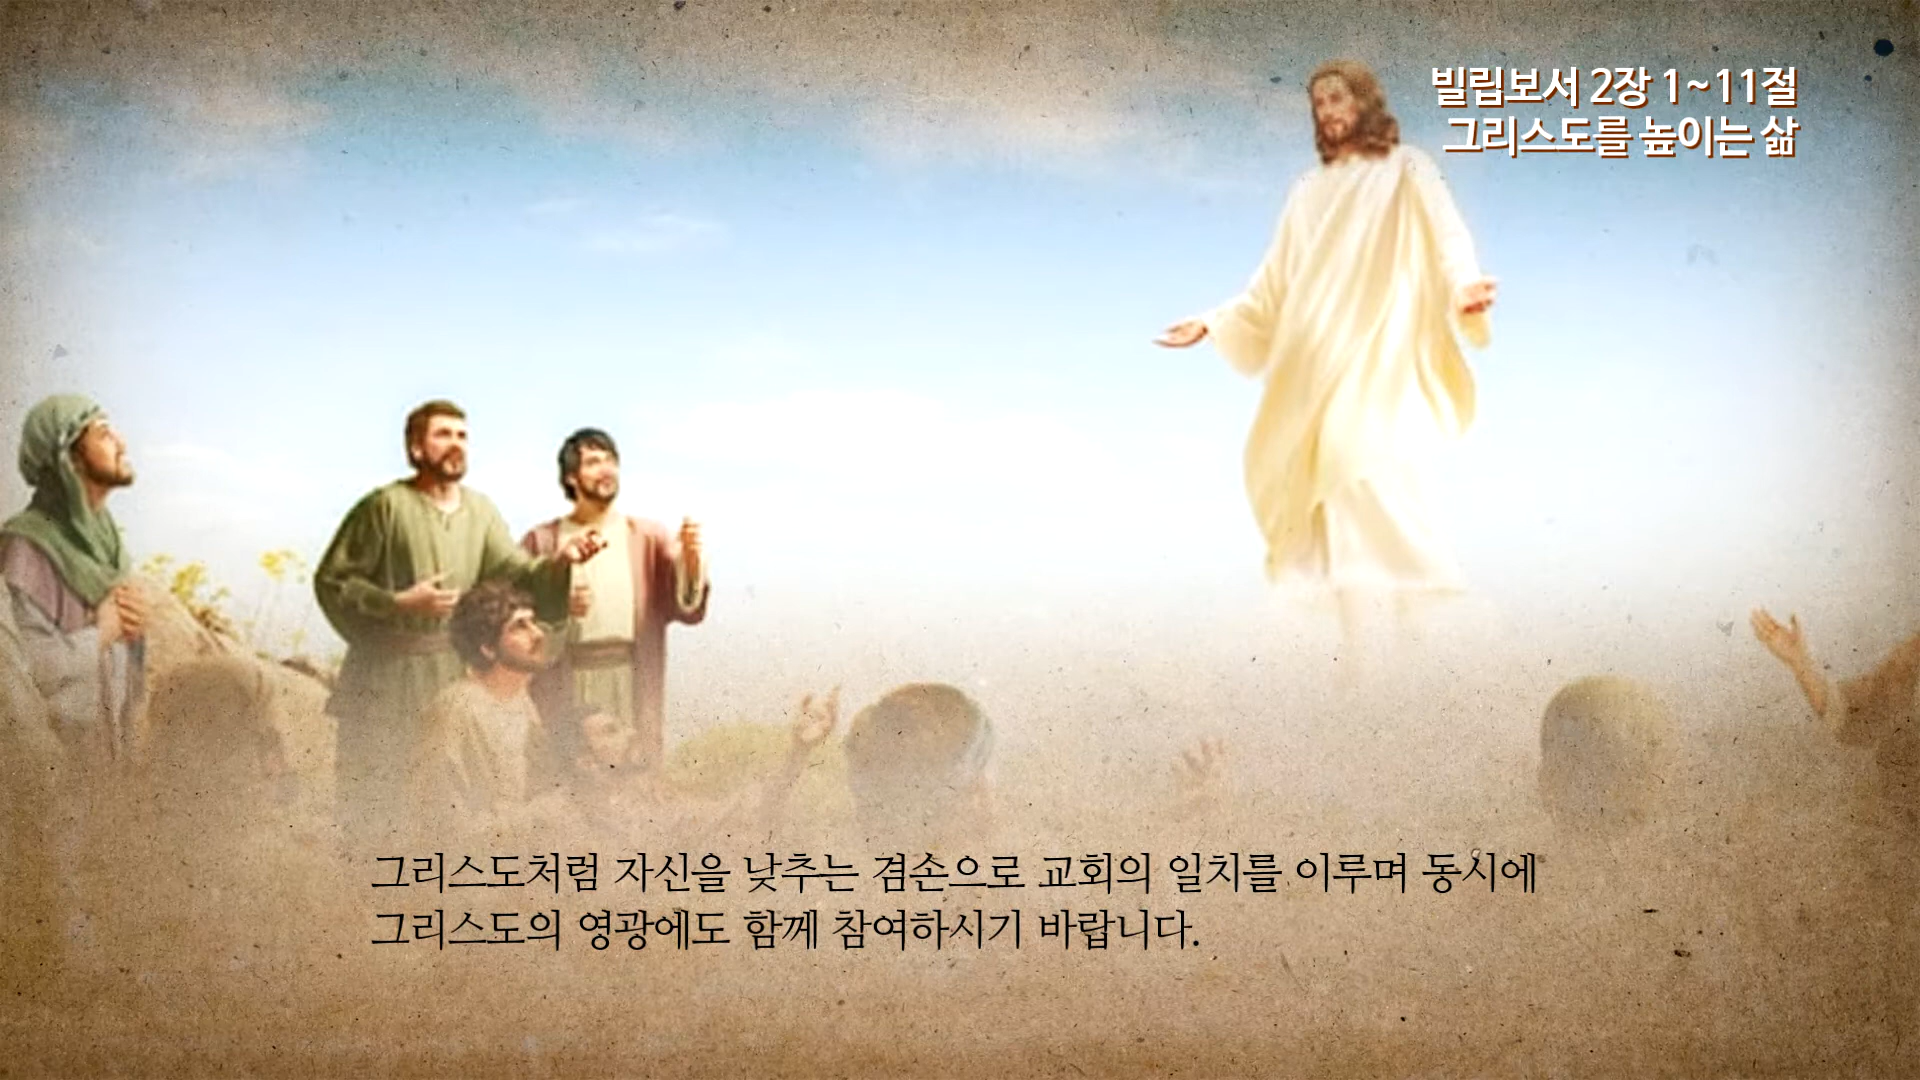 빌립보서 2장 1~11절
그리스도를 높이는 삶
그리스도처럼 자신을 낮추는 겸손으로 교회의 일치를 이루며 동시에
그리스도의 영광에도 함께 참여하시기 바랍니다.